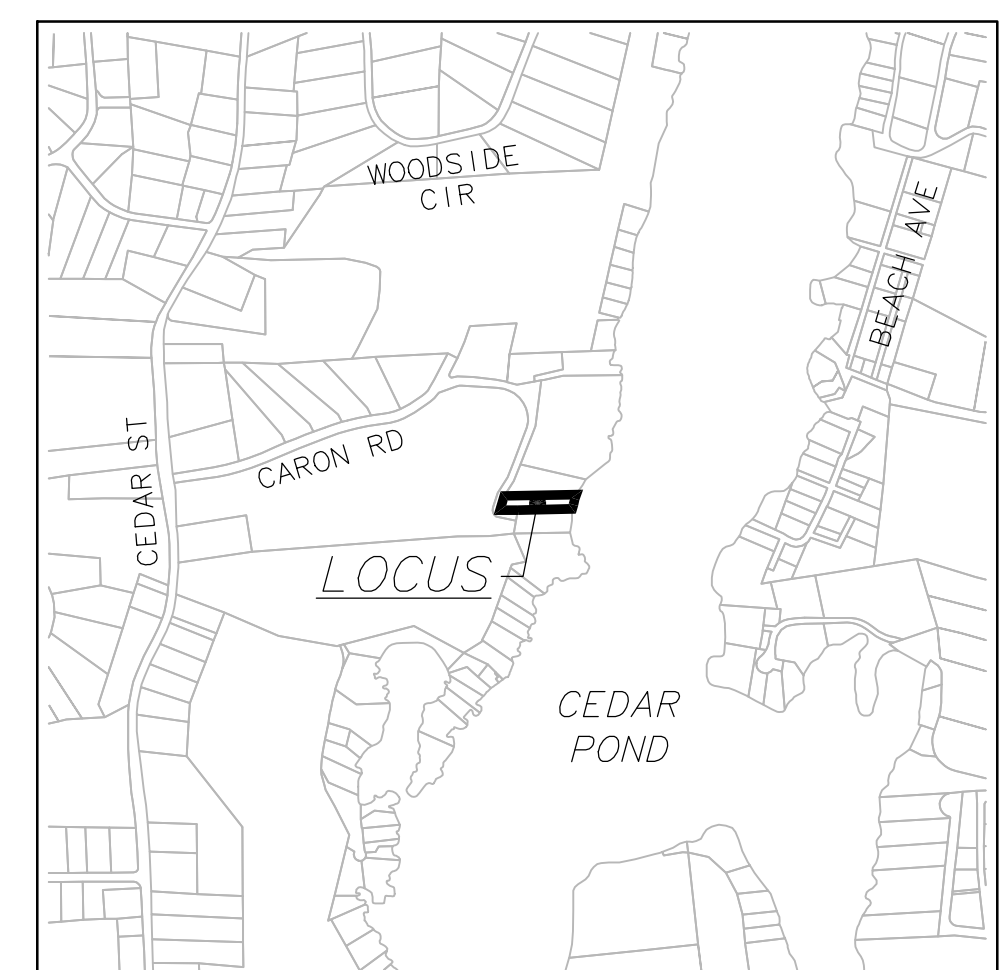 WOODSIDE
CIR
BEACH AVE
CEDAR ST
CARON RD
LOCUS
CEDAR
POND